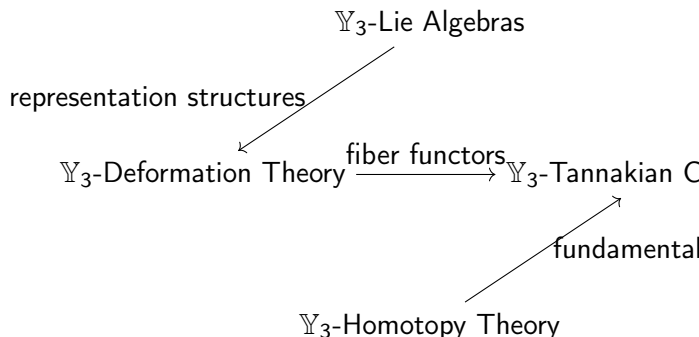 𝕐₃-Lie Algebras
representation structures
fiber functors
𝕐₃-Deformation Theory
𝕐₃-Tannakian C
fundamental
𝕐₃-Homotopy Theory